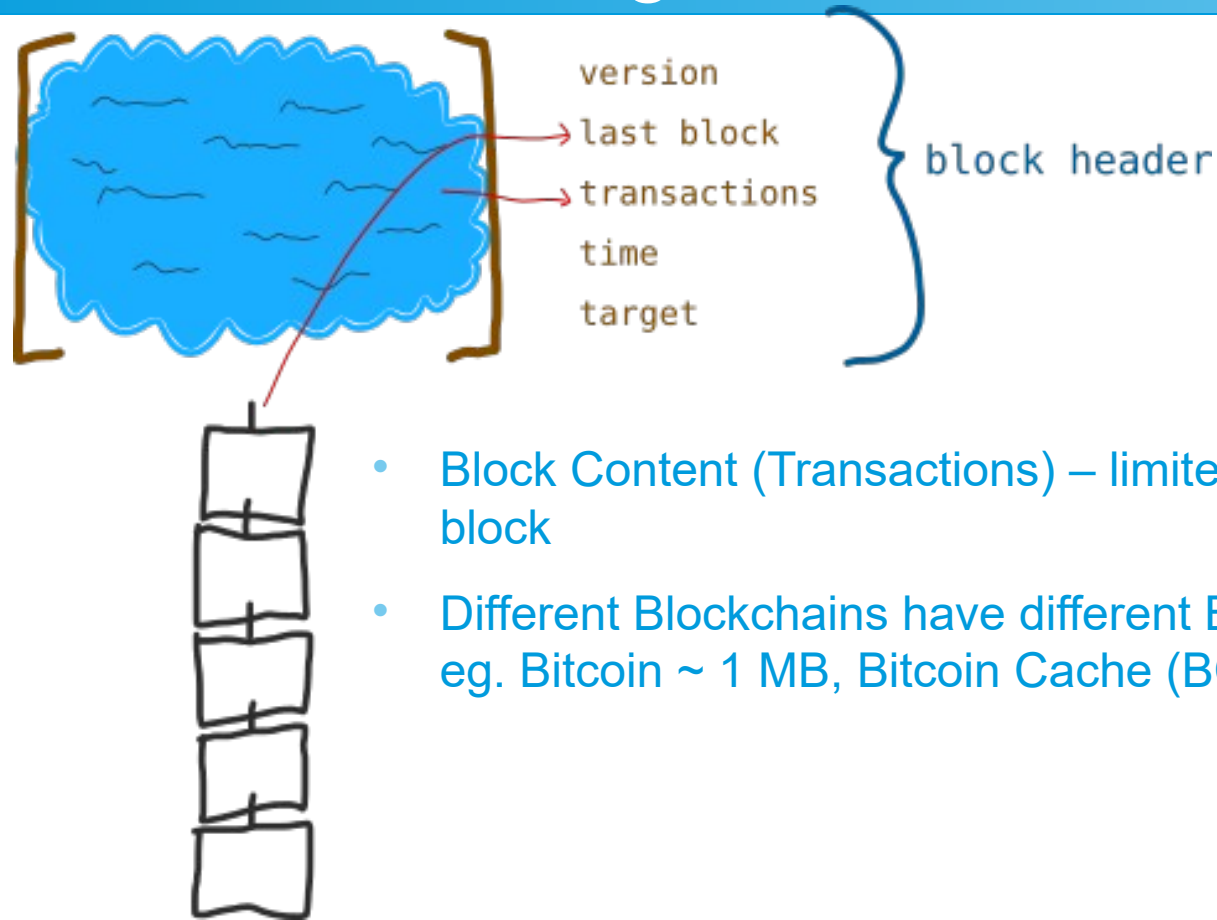 version
last block
transactions
time
target
block header
• Block Content (Transactions) –
block
• Different Blockchains have different
eg. Bitcoin ~ 1 MB, Bitcoin Cache